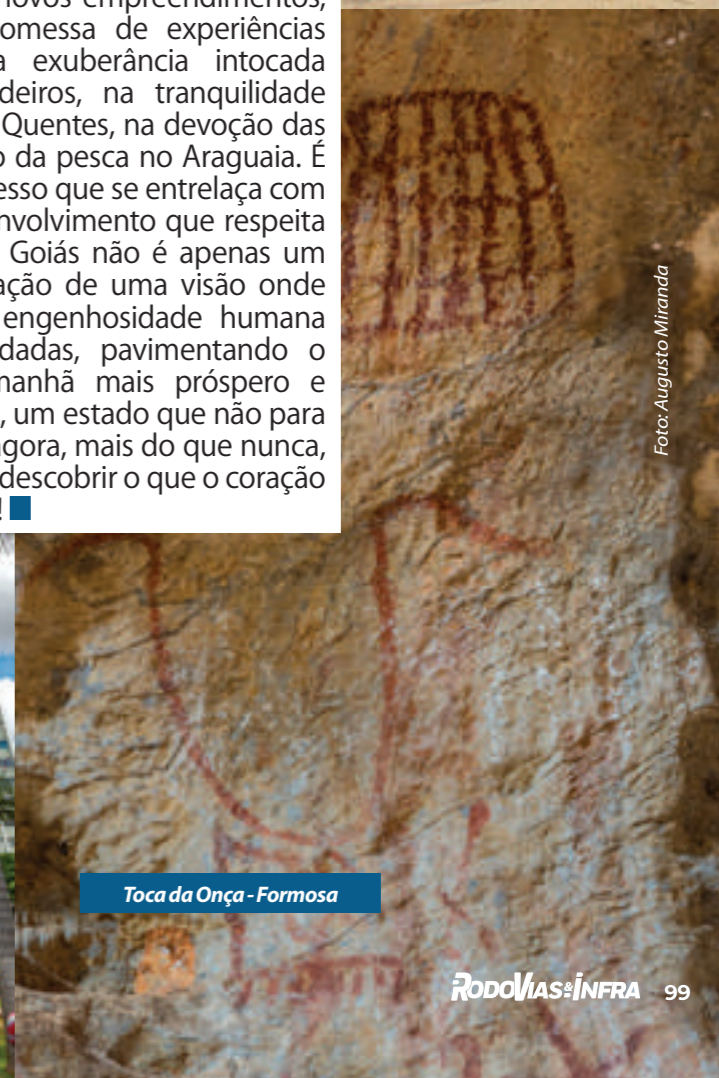 novos empreendimentos,
omessa de experiências
a exuberância intocada
deiros, na tranquilidade
Quentes, na devoção das
o da pesca no Araguaia. É
esso que se entrelaça com
nvolvimento que respeita
Goiás não é apenas um
ação de uma visão onde
engenhosidade humana
dadas, pavimentando o
manhã mais próspero e
, um estado que não para
agora, mais do que nunca,
descobrir o que o coração
!
Foto: Augusto Miranda
Toca da Onça - Formosa
RODOVIAS&INFRA 99